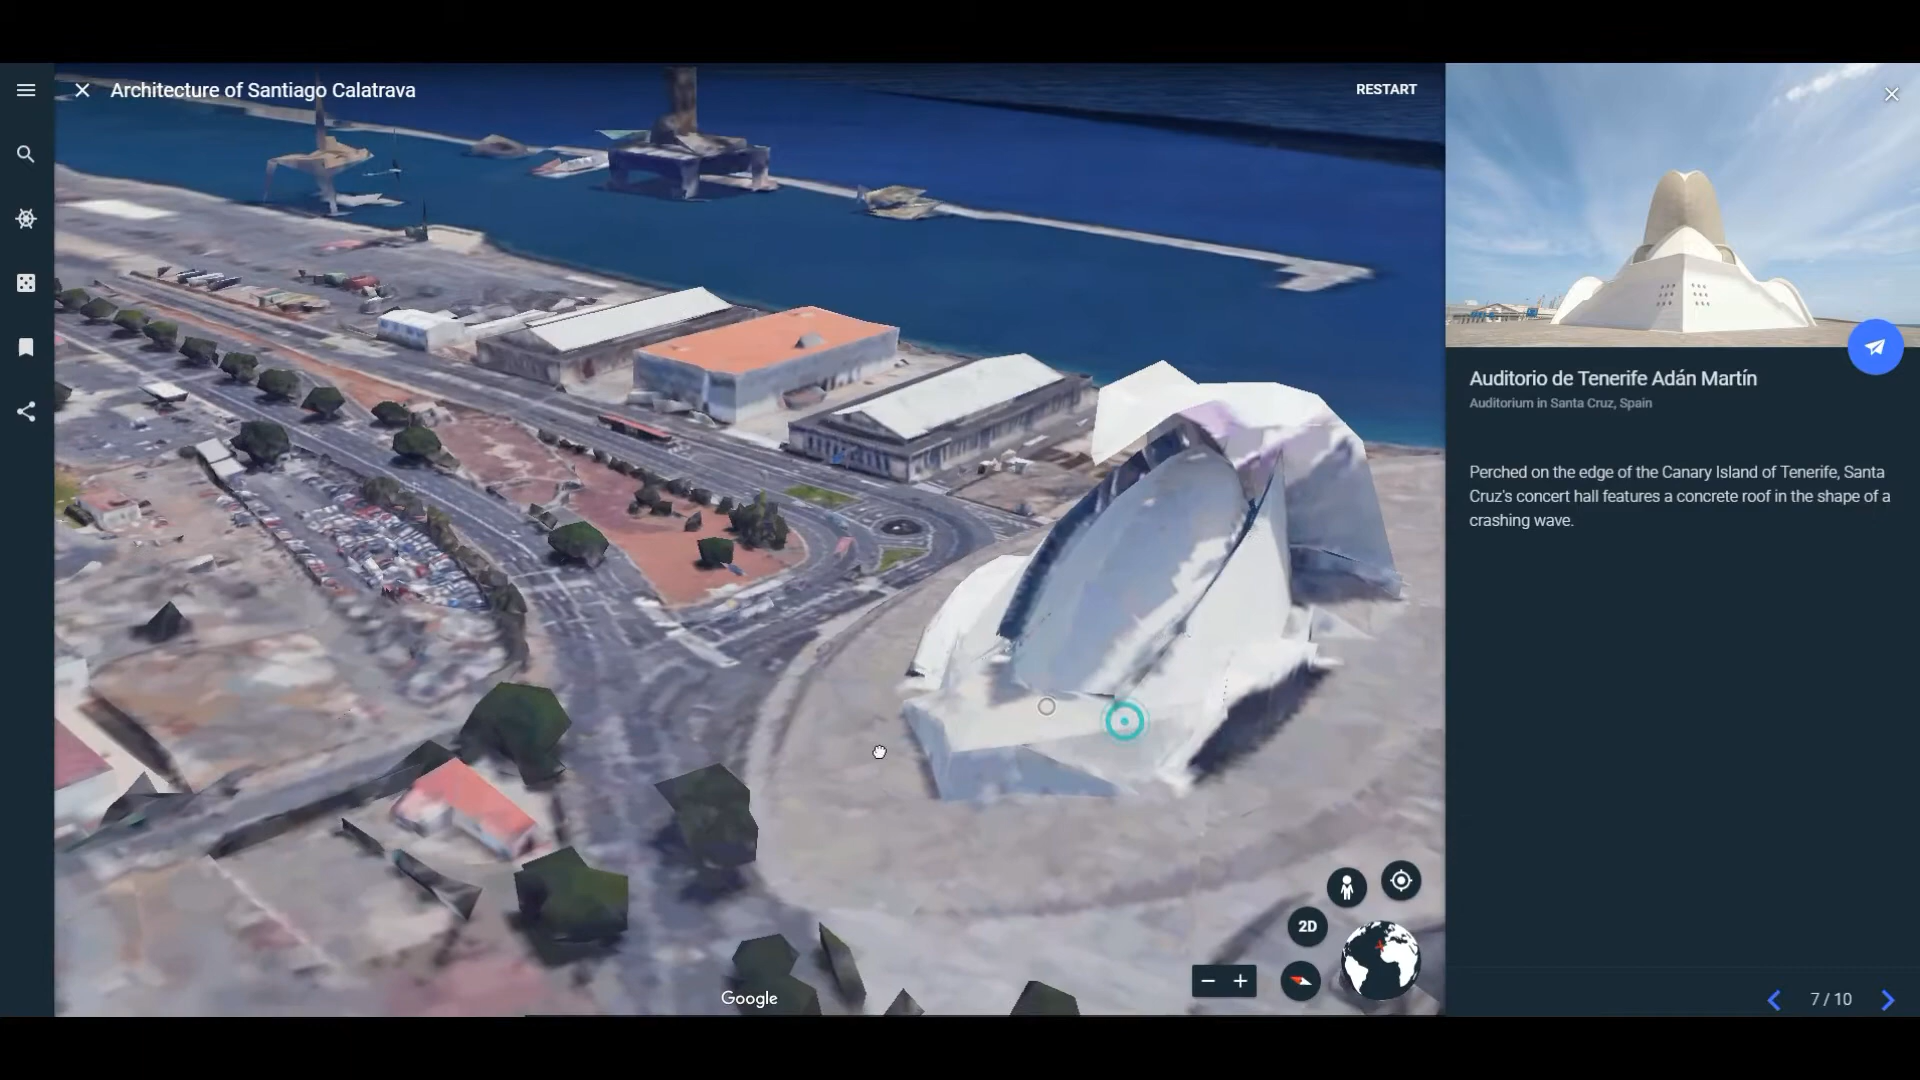 Architecture of Santiago Calatrava
RESTART
Auditorio de Tenerife Adán Martín
Auditorium in Santa Cruz, Spain
Perched on the edge of the Canary Island of Tenerife, Santa
Cruz's concert hall features a concrete roof in the shape of a
crashing wave.
2D
Google
7 / 10